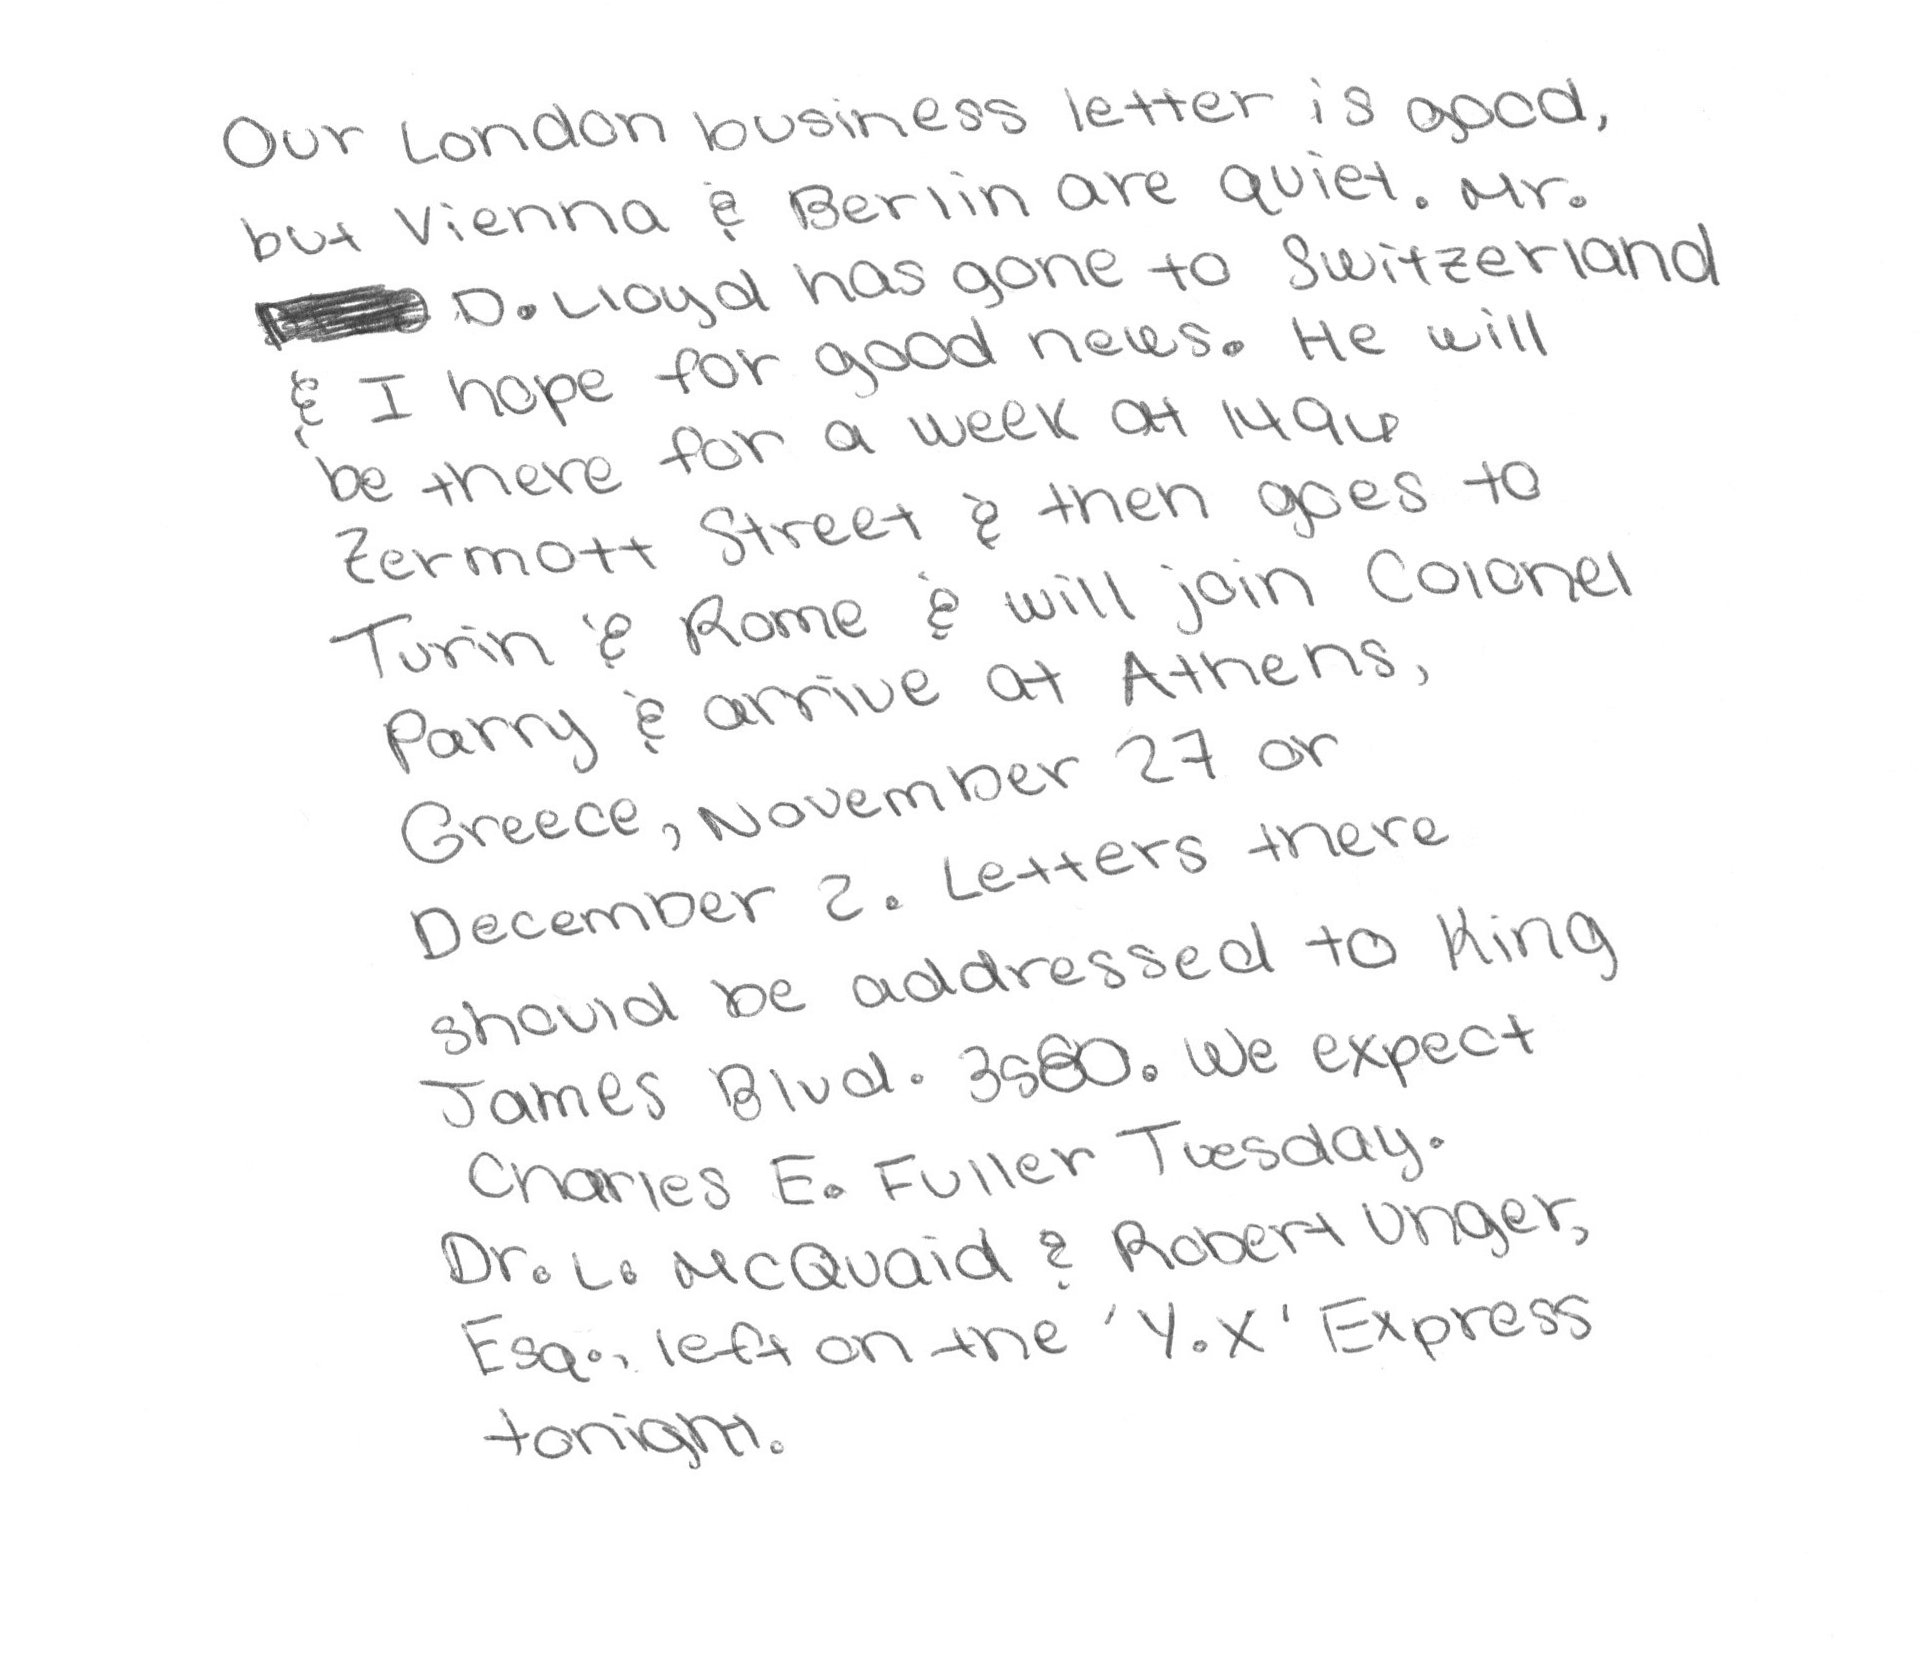 Our London business letter is good,
but Vienna & Berlin are quiet. Mr.
D. Lloyd has gone to Switzerland
& I hope for good news. He will
be there for a week at 1496
Zermott Street & then goes to
Turin & Rome & will join Colonel
Parry & arrive at Athens,
Greece, November 27 or
December 2. Letters there
should be addressed to King
James Blvd. 3580. We expect
Charles E. Fuller Tuesday.
Dr. L. McQuaid & Robert Unger,
Esq., left on the 'Y.X' Express
tonight.